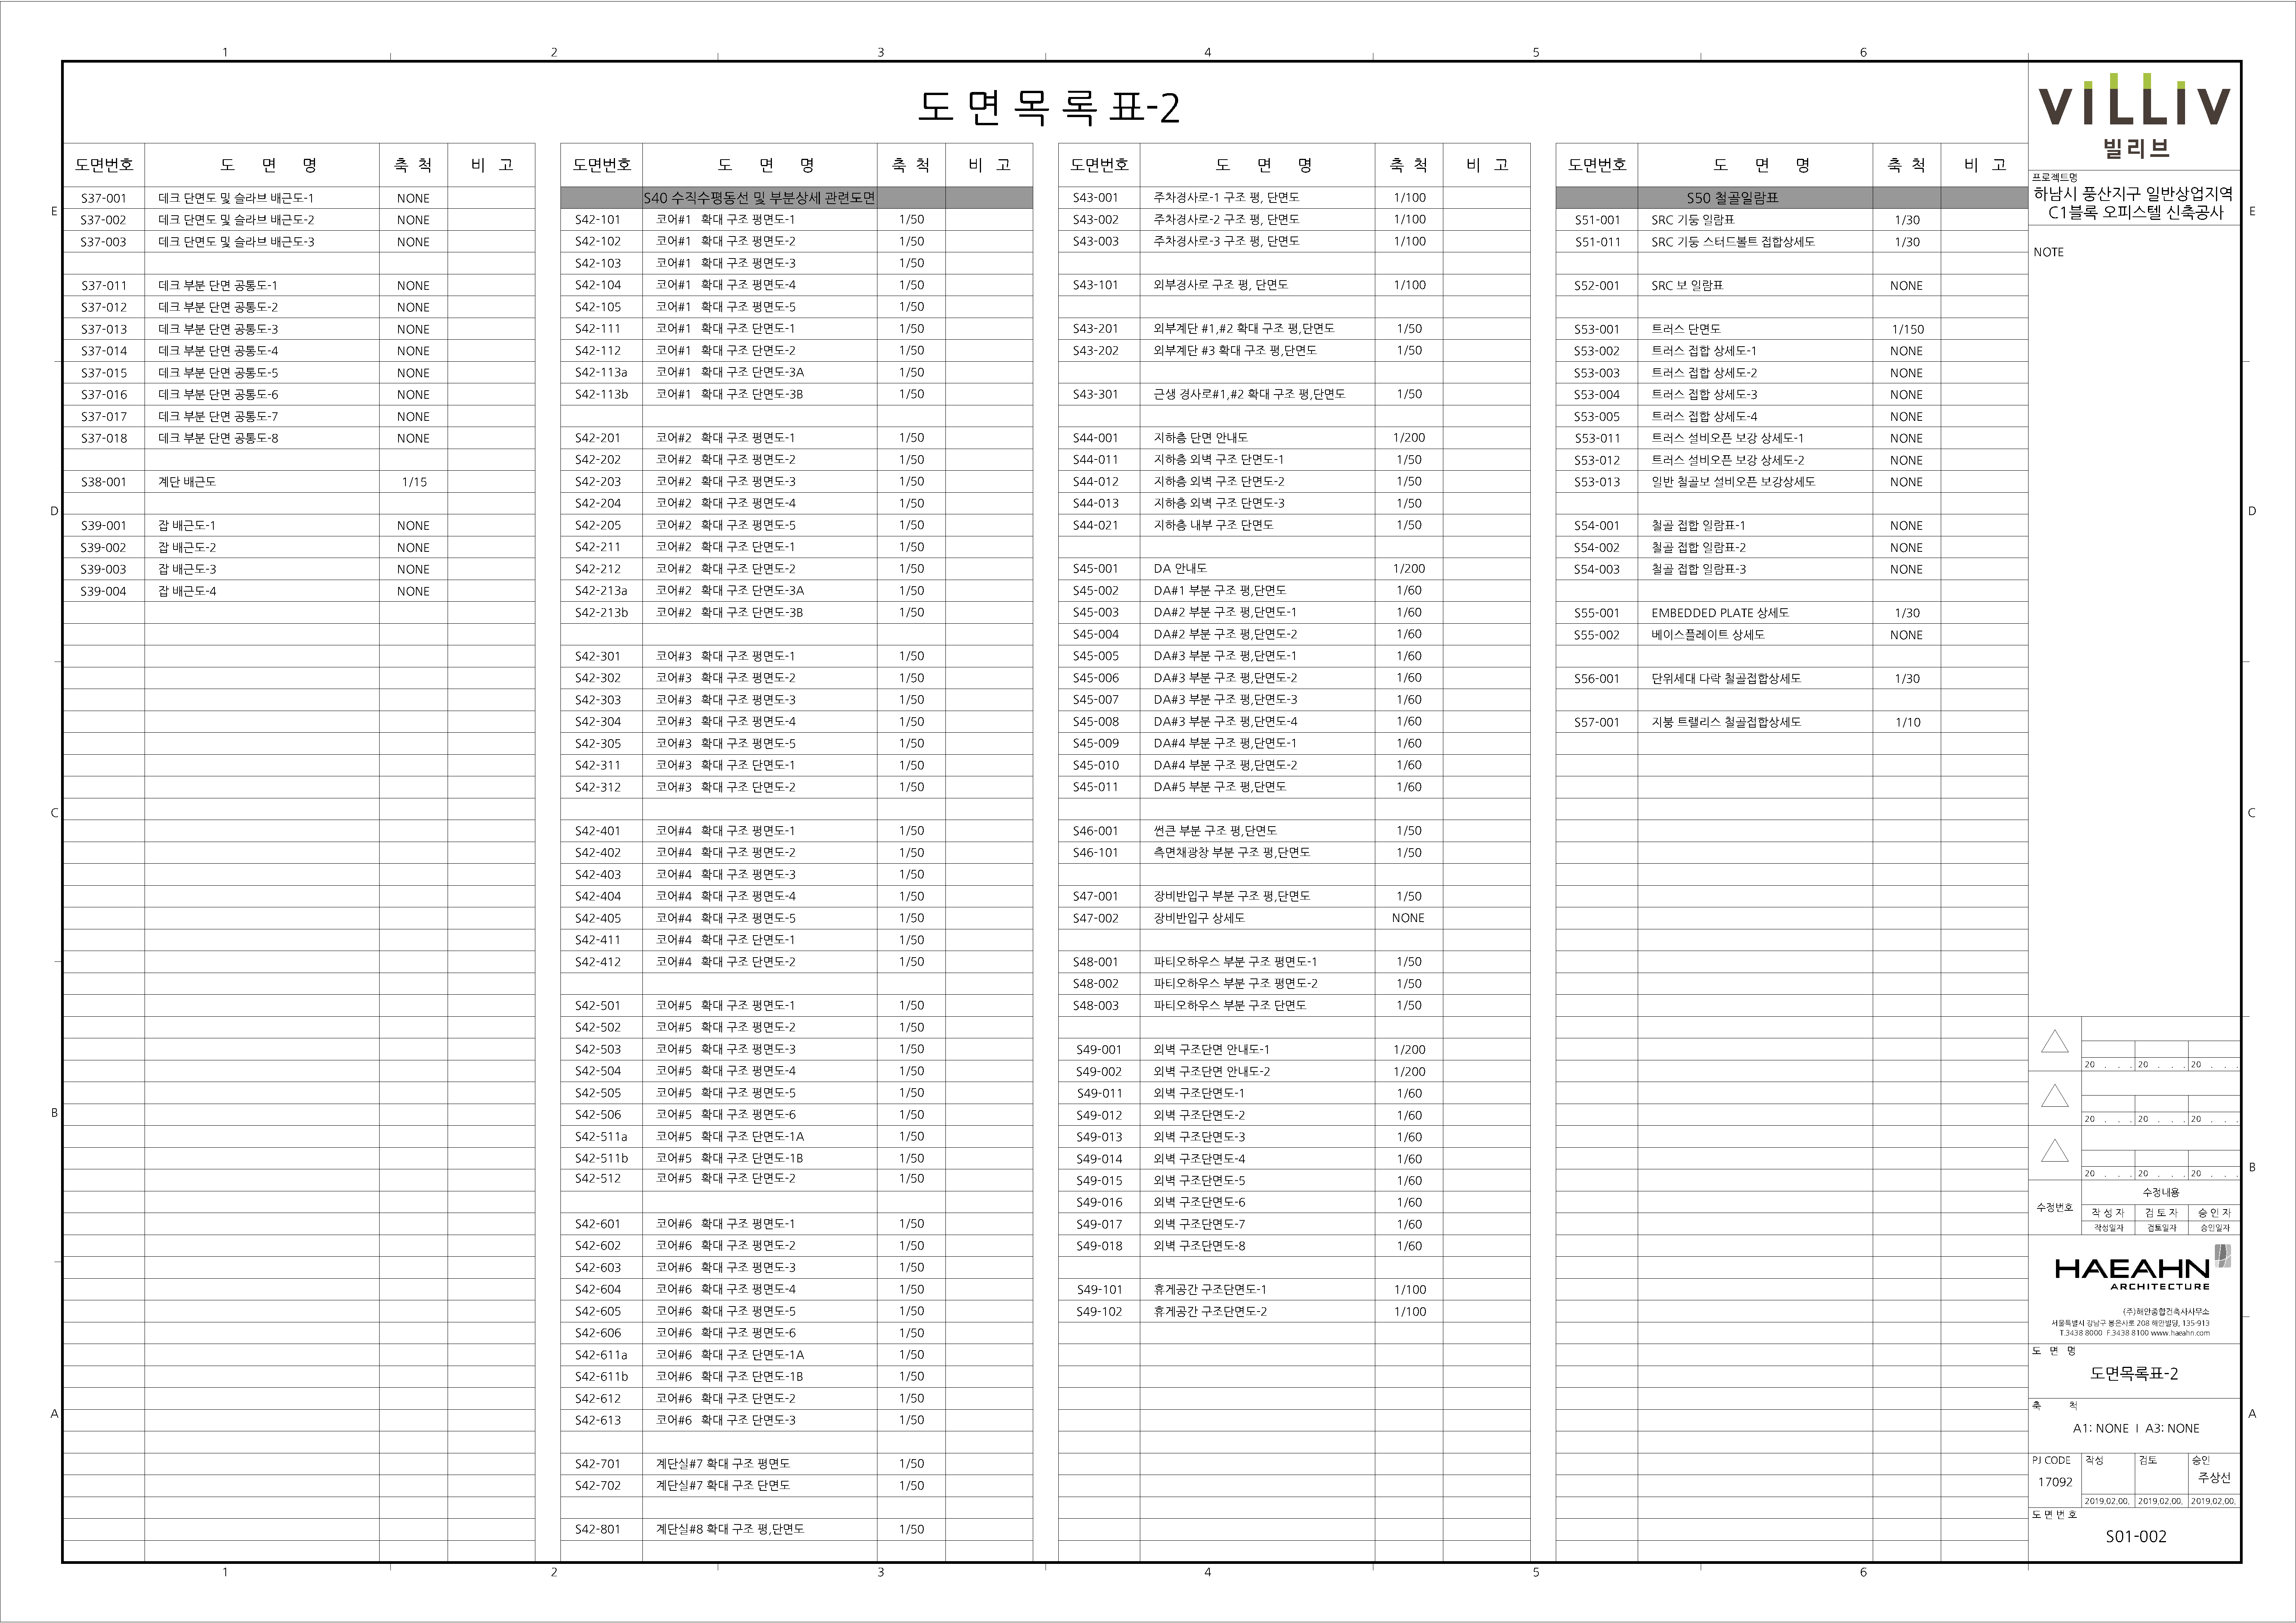 1 2 3 4 5 6
도 면 목 록 표-2
도면번호 도 면 명 축 척 비 고
S37-001 데크 단면도 및 슬라브 배근도-1 NONE
S37-002 데크 단면도 및 슬라브 배근도-2 NONE
S37-003 데크 단면도 및 슬라브 배근도-3 NONE
S37-011 데크 부분 단면 공통도-1 NONE
S37-012 데크 부분 단면 공통도-2 NONE
S37-013 데크 부분 단면 공통도-3 NONE
S37-014 데크 부분 단면 공통도-4 NONE
S37-015 데크 부분 단면 공통도-5 NONE
S37-016 데크 부분 단면 공통도-6 NONE
S37-017 데크 부분 단면 공통도-7 NONE
S37-018 데크 부분 단면 공통도-8 NONE
S38-001 계단 배근도 1/15
S39-001 잡 배근도-1 NONE
S39-002 잡 배근도-2 NONE
S39-003 잡 배근도-3 NONE
S39-004 잡 배근도-4 NONE
도면번호 도 면 명 축 척 비 고
S40 수직수평동선 및 부분상세 관련도면
S42-101 코어#1 확대 구조 평면도-1 1/50
S42-102 코어#1 확대 구조 평면도-2 1/50
S42-103 코어#1 확대 구조 평면도-3 1/50
S42-104 코어#1 확대 구조 평면도-4 1/50
S42-105 코어#1 확대 구조 평면도-5 1/50
S42-111 코어#1 확대 구조 단면도-1 1/50
S42-112 코어#1 확대 구조 단면도-2 1/50
S42-113a 코어#1 확대 구조 단면도-3A 1/50
S42-113b 코어#1 확대 구조 단면도-3B 1/50
S42-201 코어#2 확대 구조 평면도-1 1/50
S42-202 코어#2 확대 구조 평면도-2 1/50
S42-203 코어#2 확대 구조 평면도-3 1/50
S42-204 코어#2 확대 구조 평면도-4 1/50
S42-205 코어#2 확대 구조 평면도-5 1/50
S42-211 코어#2 확대 구조 단면도-1 1/50
S42-212 코어#2 확대 구조 단면도-2 1/50
S42-213a 코어#2 확대 구조 단면도-3A 1/50
S42-213b 코어#2 확대 구조 단면도-3B 1/50
S42-301 코어#3 확대 구조 평면도-1 1/50
S42-302 코어#3 확대 구조 평면도-2 1/50
S42-303 코어#3 확대 구조 평면도-3 1/50
S42-304 코어#3 확대 구조 평면도-4 1/50
S42-305 코어#3 확대 구조 평면도-5 1/50
S42-311 코어#3 확대 구조 단면도-1 1/50
S42-312 코어#3 확대 구조 단면도-2 1/50
S42-401 코어#4 확대 구조 평면도-1 1/50
S42-402 코어#4 확대 구조 평면도-2 1/50
S42-403 코어#4 확대 구조 평면도-3 1/50
S42-404 코어#4 확대 구조 평면도-4 1/50
S42-405 코어#4 확대 구조 평면도-5 1/50
S42-411 코어#4 확대 구조 단면도-1 1/50
S42-412 코어#4 확대 구조 단면도-2 1/50
S42-501 코어#5 확대 구조 평면도-1 1/50
S42-502 코어#5 확대 구조 평면도-2 1/50
S42-503 코어#5 확대 구조 평면도-3 1/50
S42-504 코어#5 확대 구조 평면도-4 1/50
S42-505 코어#5 확대 구조 평면도-5 1/50
S42-506 코어#5 확대 구조 평면도-6 1/50
S42-511a 코어#5 확대 구조 단면도-1A 1/50
S42-511b 코어#5 확대 구조 단면도-1B 1/50
S42-512 코어#5 확대 구조 단면도-2 1/50
S42-601 코어#6 확대 구조 평면도-1 1/50
S42-602 코어#6 확대 구조 평면도-2 1/50
S42-603 코어#6 확대 구조 평면도-3 1/50
S42-604 코어#6 확대 구조 평면도-4 1/50
S42-605 코어#6 확대 구조 평면도-5 1/50
S42-606 코어#6 확대 구조 평면도-6 1/50
S42-611a 코어#6 확대 구조 단면도-1A 1/50
S42-611b 코어#6 확대 구조 단면도-1B 1/50
S42-612 코어#6 확대 구조 단면도-2 1/50
S42-613 코어#6 확대 구조 단면도-3 1/50
S42-701 계단실#7 확대 구조 평면도 1/50
S42-702 계단실#7 확대 구조 단면도 1/50
S42-801 계단실#8 확대 구조 평,단면도 1/50
도면번호 도 면 명 축 척 비 고
S43-001 주차경사로-1 구조 평, 단면도 1/100
S43-002 주차경사로-2 구조 평, 단면도 1/100
S43-003 주차경사로-3 구조 평, 단면도 1/100
S43-101 외부경사로 구조 평, 단면도 1/100
S43-201 외부계단 #1,#2 확대 구조 평,단면도 1/50
S43-202 외부계단 #3 확대 구조 평,단면도 1/50
S43-301 근생 경사로#1,#2 확대 구조 평,단면도 1/50
S44-001 지하층 단면 안내도 1/200
S44-011 지하층 외벽 구조 단면도-1 1/50
S44-012 지하층 외벽 구조 단면도-2 1/50
S44-013 지하층 외벽 구조 단면도-3 1/50
S44-021 지하층 내부 구조 단면도 1/50
S45-001 DA 안내도 1/200
S45-002 DA#1 부분 구조 평,단면도 1/60
S45-003 DA#2 부분 구조 평,단면도-1 1/60
S45-004 DA#2 부분 구조 평,단면도-2 1/60
S45-005 DA#3 부분 구조 평,단면도-1 1/60
S45-006 DA#3 부분 구조 평,단면도-2 1/60
S45-007 DA#3 부분 구조 평,단면도-3 1/60
S45-008 DA#3 부분 구조 평,단면도-4 1/60
S45-009 DA#4 부분 구조 평,단면도-1 1/60
S45-010 DA#4 부분 구조 평,단면도-2 1/60
S45-011 DA#5 부분 구조 평,단면도 1/60
S46-001 썬큰 부분 구조 평,단면도 1/50
S46-101 측면채광창 부분 구조 평,단면도 1/50
S47-001 장비반입구 부분 구조 평,단면도 1/50
S47-002 장비반입구 상세도 NONE
S48-001 파티오하우스 부분 구조 평면도-1 1/50
S48-002 파티오하우스 부분 구조 평면도-2 1/50
S48-003 파티오하우스 부분 구조 단면도 1/50
S49-001 외벽 구조단면 안내도-1 1/200
S49-002 외벽 구조단면 안내도-2 1/200
S49-011 외벽 구조단면도-1 1/60
S49-012 외벽 구조단면도-2 1/60
S49-013 외벽 구조단면도-3 1/60
S49-014 외벽 구조단면도-4 1/60
S49-015 외벽 구조단면도-5 1/60
S49-016 외벽 구조단면도-6 1/60
S49-017 외벽 구조단면도-7 1/60
S49-018 외벽 구조단면도-8 1/60
S49-101 휴게공간 구조단면도-1 1/100
S49-102 휴게공간 구조단면도-2 1/100
도면번호 도 면 명 축 척 비 고
S50 철골일람표
S51-001 SRC 기둥 일람표 1/30
S51-011 SRC 기둥 스터드볼트 접합상세도 1/30
S52-001 SRC 보 일람표 NONE
S53-001 트러스 단면도 1/150
S53-002 트러스 접합 상세도-1 NONE
S53-003 트러스 접합 상세도-2 NONE
S53-004 트러스 접합 상세도-3 NONE
S53-005 트러스 접합 상세도-4 NONE
S53-011 트러스 설비오픈 보강 상세도-1 NONE
S53-012 트러스 설비오픈 보강 상세도-2 NONE
S53-013 일반 철골보 설비오픈 보강상세도 NONE
S54-001 철골 접합 일람표-1 NONE
S54-002 철골 접합 일람표-2 NONE
S54-003 철골 접합 일람표-3 NONE
S55-001 EMBEDDED PLATE 상세도 1/30
S55-002 베이스플레이트 상세도 NONE
S56-001 단위세대 다락 철골접합상세도 1/30
S57-001 지붕 트랠리스 철골접합상세도 1/10
VILLIV
빌리브
프로젝트명
하남시 풍산지구 일반상업지역
C1블록 오피스텔 신축공사
NOTE
20 . . . 20 . . . 20 . . .
20 . . . 20 . . . 20 . . .
20 . . . 20 . . . 20 . . .
수정번호 수정내용
작 성 자 검 토 자 승 인 자
작성일자 검토일자 승인일자
HAEAHN
ARCHITECTURE
(주)해안종합건축사사무소
서울특별시 강남구 봉은사로 208 해안빌딩, 135-913
T.3438 8000 F.3438 8100 www.haeahn.com
도 면 명
도면목록표-2
축 척
A1: NONE I A3: NONE
PJ CODE 작성 검토 승인
17092 주상선
2019.02.00. 2019.02.00. 2019.02.00.
도 면 번 호
S01-002
E D C B A
E D C B A
1 2 3 4 5 6